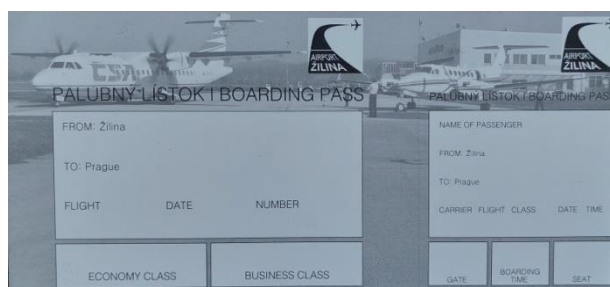 ČSA
AIRPORT
ŽILINA
PALUBNÝ LÍSTOK I BOARDING PASS
FROM: Žilina
TO: Prague
FLIGHT DATE NUMBER
ECONOMY CLASS BUSINESS CLASS
AIRPORT
ŽILINA
PALUBNÝ LÍSTOK I BOARDING PASS
NAME OF PASSENGER
FROM: Žilina
TO: Prague
CARRIER FLIGHT CLASS DATE TIME
GATE BOARDING TIME SEAT